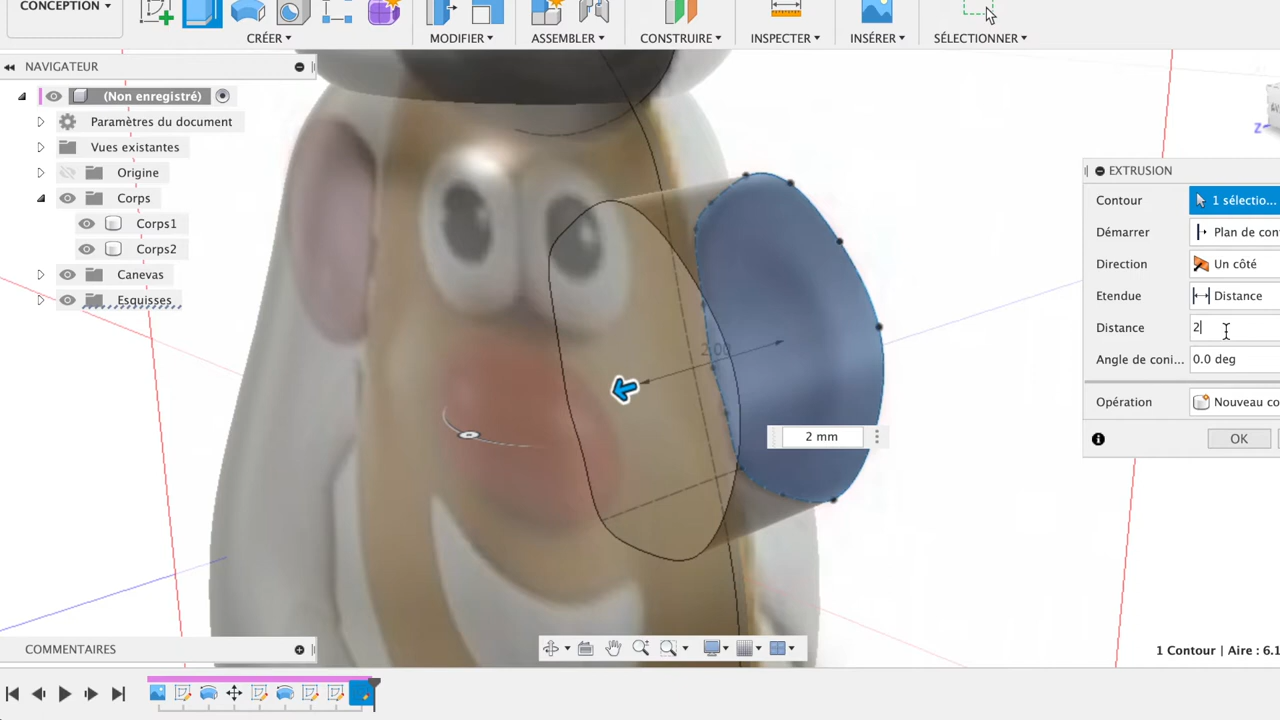 CONCEPTION
CRÉER
MODIFIER
ASSEMBLER
CONSTRUIRE
INSPECTER
INSÉRER
SÉLECTIONNER
NAVIGATEUR
(Non enregistré)
Paramètres du document
Vues existantes
Origine
Corps
Corps1
Corps2
Canevas
Esquisses
Z
EXTRUSION
Contour 1 sélectio...
Démarrer Plan de con
Direction Un côté
Etendue Distance
Distance 2
Angle de coni... 0.0 deg
Opération Nouveau co
OK
2.00
2 mm
COMMENTAIRES
1 Contour | Aire : 6.1